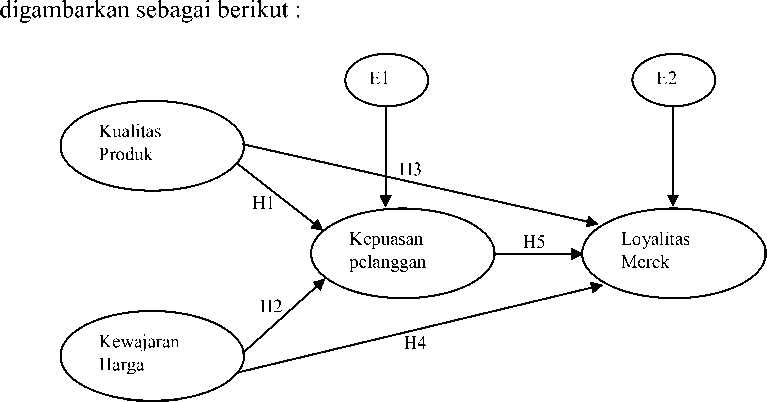 digambarkan sebagai berikut :
E1
E2
Kualitas
Produk
H3
H1
Kepuasan
pelanggan
H5
Loyalitas
Merek
H2
Kewajaran
Harga
H4